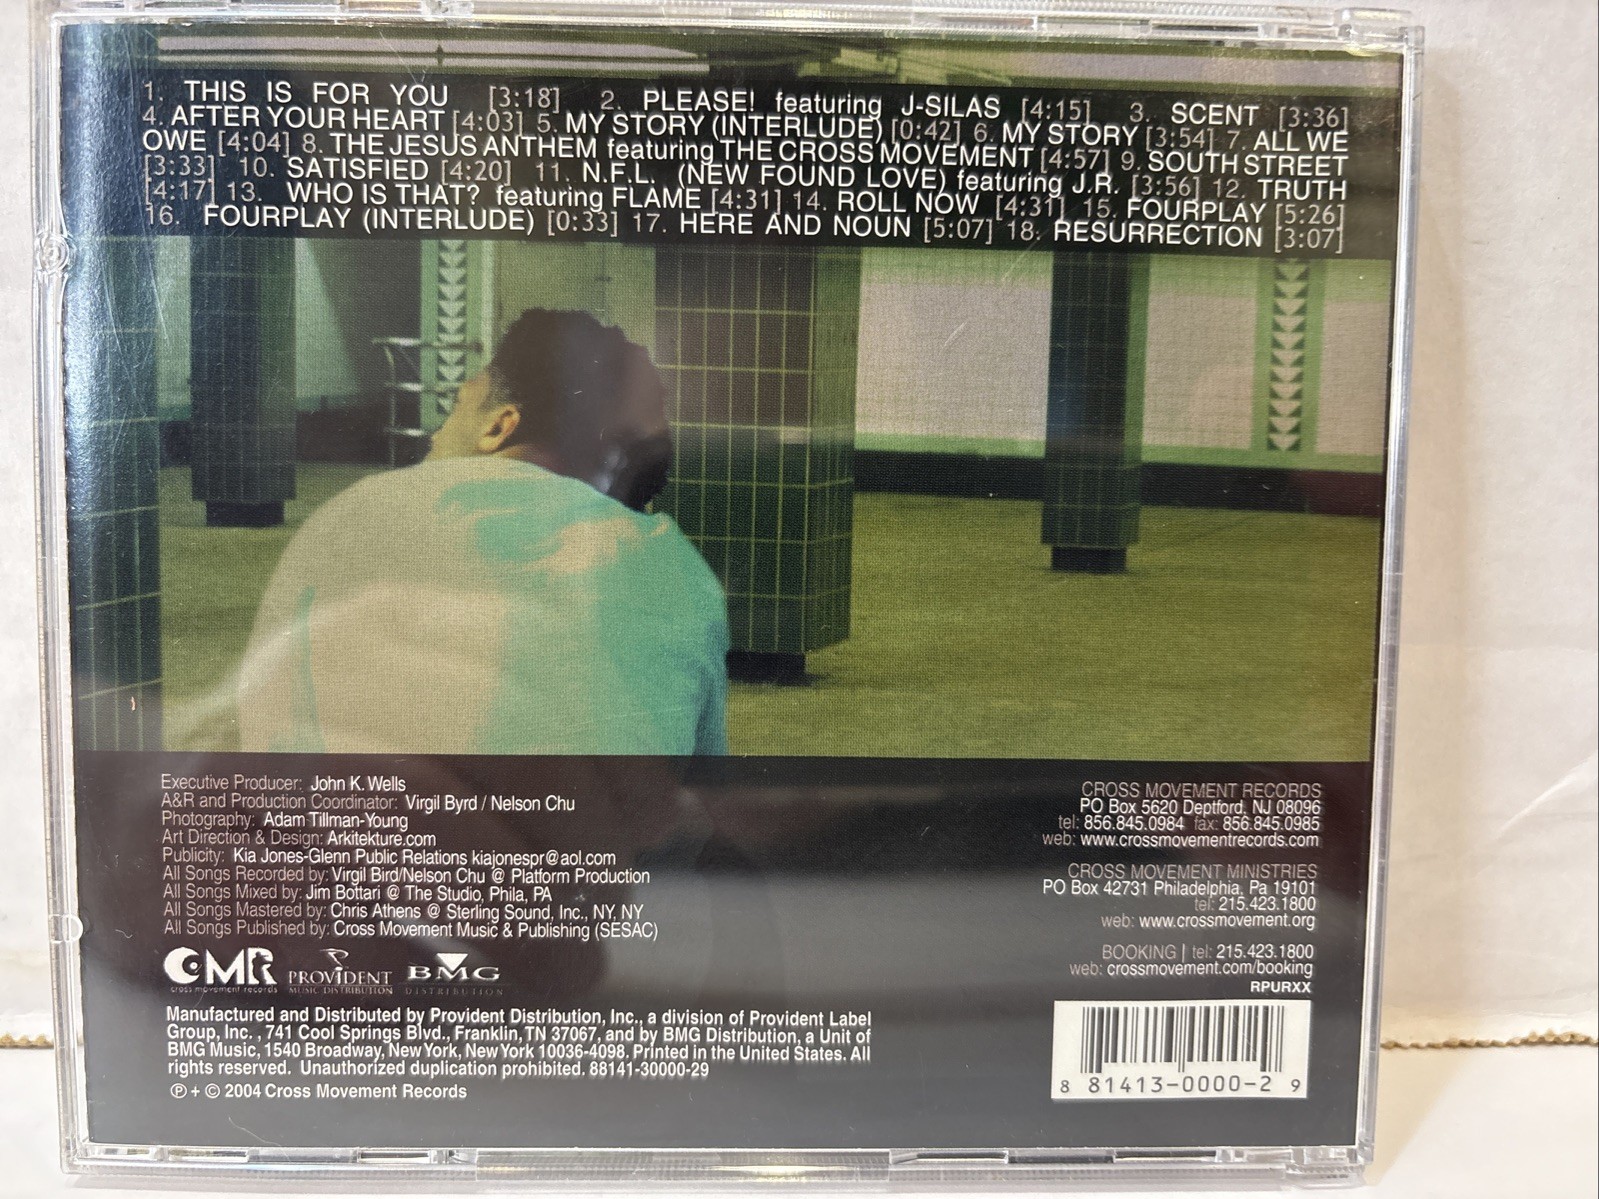 1. THIS IS FOR YOU [3:18] 2. PLEASE! featuring J-SILAS [4:15] 3. SCENT [3:36]
4. AFTER YOUR HEART [4:03] 5. MY STORY (INTERLUDE) [0:42] 6. MY STORY [3:54] 7. ALL WE
OWE [4:04] 8. THE JESUS ANTHEM featuring THE CROSS MOVEMENT [4:57] 9. SOUTH STREET
[3:33] 10. SATISFIED [4:20] 11. N.F.L. (NEW FOUND LOVE) featuring J.R. [3:56] 12. TRUTH
[4:17] 13. WHO IS THAT? featuring FLAME [4:31] 14. ROLL NOW [4:31] 15. FOURPLAY [5:26]
16. FOURPLAY (INTERLUDE) [0:33] 17. HERE AND NOUN [5:07] 18. RESURRECTION [3:07]
Executive Producer: John K. Wells
A&R and Production Coordinator: Virgil Byrd / Nelson Chu
Photography: Adam Tillman-Young
Art Direction & Design: Arkitekture.com
Publicity: Kia Jones-Glenn Public Relations kiajonespr@aol.com
All Songs Recorded by: Virgil Bird/Nelson Chu @ Platform Production
All Songs Mixed by: Jim Bottari @ The Studio, Phila, PA
All Songs Mastered by: Chris Athens @ Sterling Sound, Inc., NY, NY
All Songs Published by: Cross Movement Music & Publishing (SESAC)
CMR
cross movement records
PROVIDENT
MUSIC DISTRIBUTION
BMG
DISTRIBUTION
Manufactured and Distributed by Provident Distribution, Inc., a division of Provident Label
Group, Inc., 741 Cool Springs Blvd., Franklin, TN 37067, and by BMG Distribution, a Unit of
BMG Music, 1540 Broadway, New York, New York 10036-4098. Printed in the United States. All
rights reserved. Unauthorized duplication prohibited. 88141-30000-29
℗ + © 2004 Cross Movement Records
CROSS MOVEMENT RECORDS
PO Box 5620 Deptford, NJ 08096
tel: 856.845.0984 fax: 856.845.0985
web: www.crossmovementrecords.com
CROSS MOVEMENT MINISTRIES
PO Box 42731 Philadelphia, Pa 19101
tel: 215.423.1800
web: www.crossmovement.org
BOOKING | tel: 215.423.1800
web: crossmovement.com/booking
RPURXX
8 81413-0000-2 9